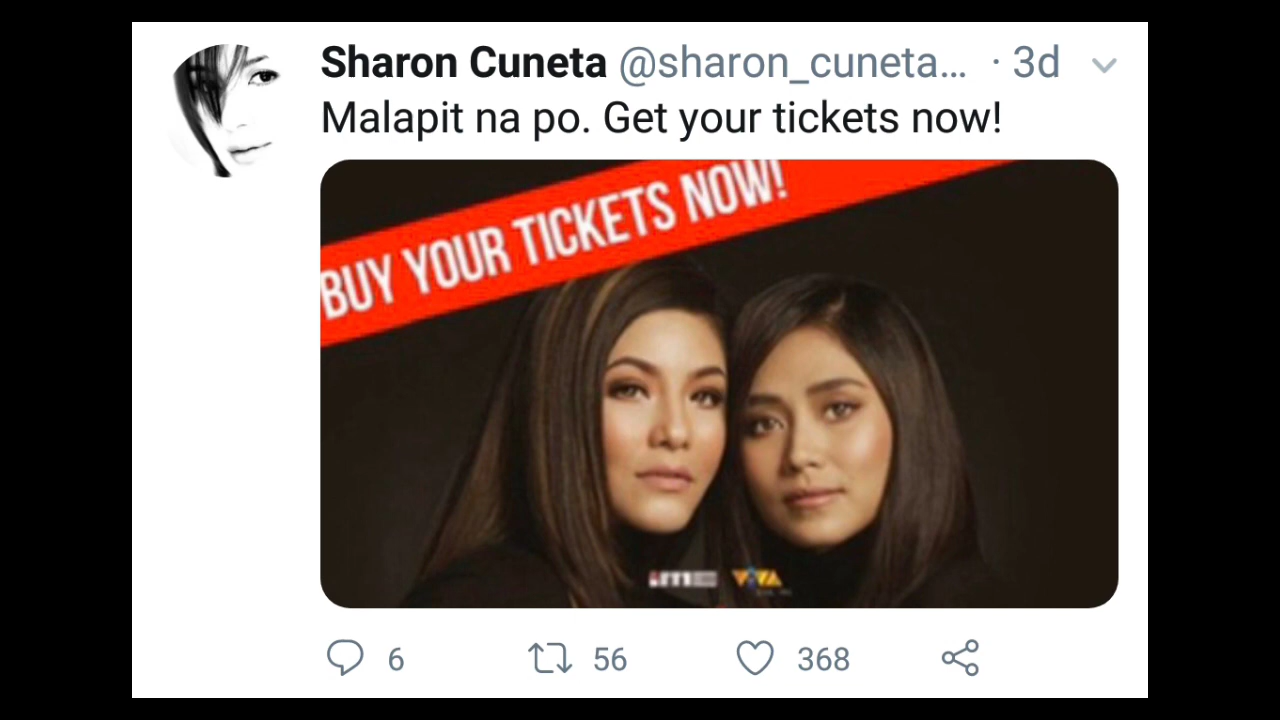 Sharon Cuneta @sharon_cuneta... · 3d
Malapit na po. Get your tickets now!
BUY YOUR TICKETS NOW!
VIVA
6 56 368